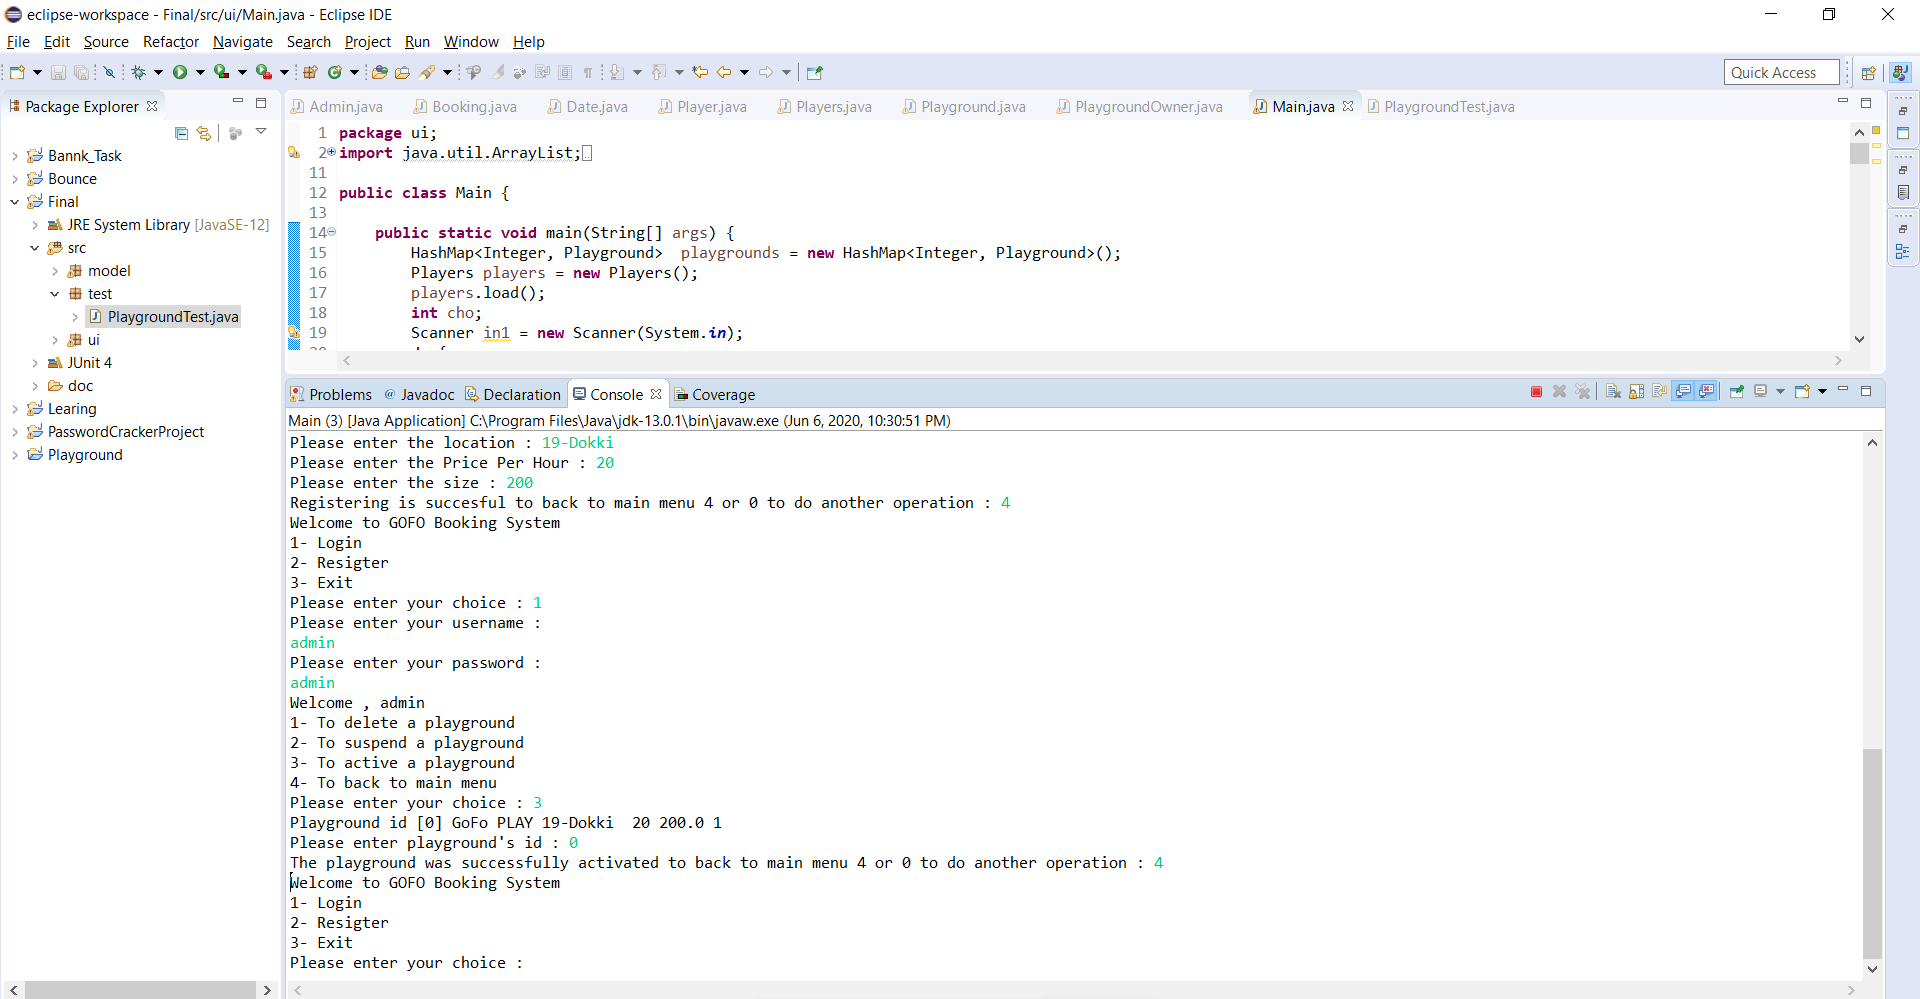 eclipse-workspace - Final/src/ui/Main.java - Eclipse IDE
File Edit Source Refactor Navigate Search Project Run Window Help
Quick Access
Package Explorer
Bannk_Task
Bounce
Final
JRE System Library [JavaSE-12]
src
model
test
PlaygroundTest.java
ui
JUnit 4
doc
Learing
PasswordCrackerProject
Playground
Admin.java Booking.java Date.java Player.java Players.java Playground.java PlaygroundOwner.java Main.java PlaygroundTest.java
1 package ui;
2 import java.util.ArrayList;
11
12 public class Main {
13
14 public static void main(String[] args) {
15 HashMap<Integer, Playground>  playgrounds = new HashMap<Integer, Playground>();
16 Players players = new Players();
17 players.load();
18 int cho;
19 Scanner in1 = new Scanner(System.in);
Problems @ Javadoc Declaration Console Coverage
Main (3) [Java Application] C:\Program Files\Java\jdk-13.0.1\bin\javaw.exe (Jun 6, 2020, 10:30:51 PM)
Please enter the location : 19-Dokki
Please enter the Price Per Hour : 20
Please enter the size : 200
Registering is succesful to back to main menu 4 or 0 to do another operation : 4
Welcome to GOFO Booking System
1- Login
2- Resigter
3- Exit
Please enter your choice : 1
Please enter your username :
admin
Please enter your password :
admin
Welcome , admin
1- To delete a playground
2- To suspend a playground
3- To active a playground
4- To back to main menu
Please enter your choice : 3
Playground id [0] GoFo PLAY 19-Dokki  20 200.0 1
Please enter playground's id : 0
The playground was successfully activated to back to main menu 4 or 0 to do another operation : 4
Welcome to GOFO Booking System
1- Login
2- Resigter
3- Exit
Please enter your choice :